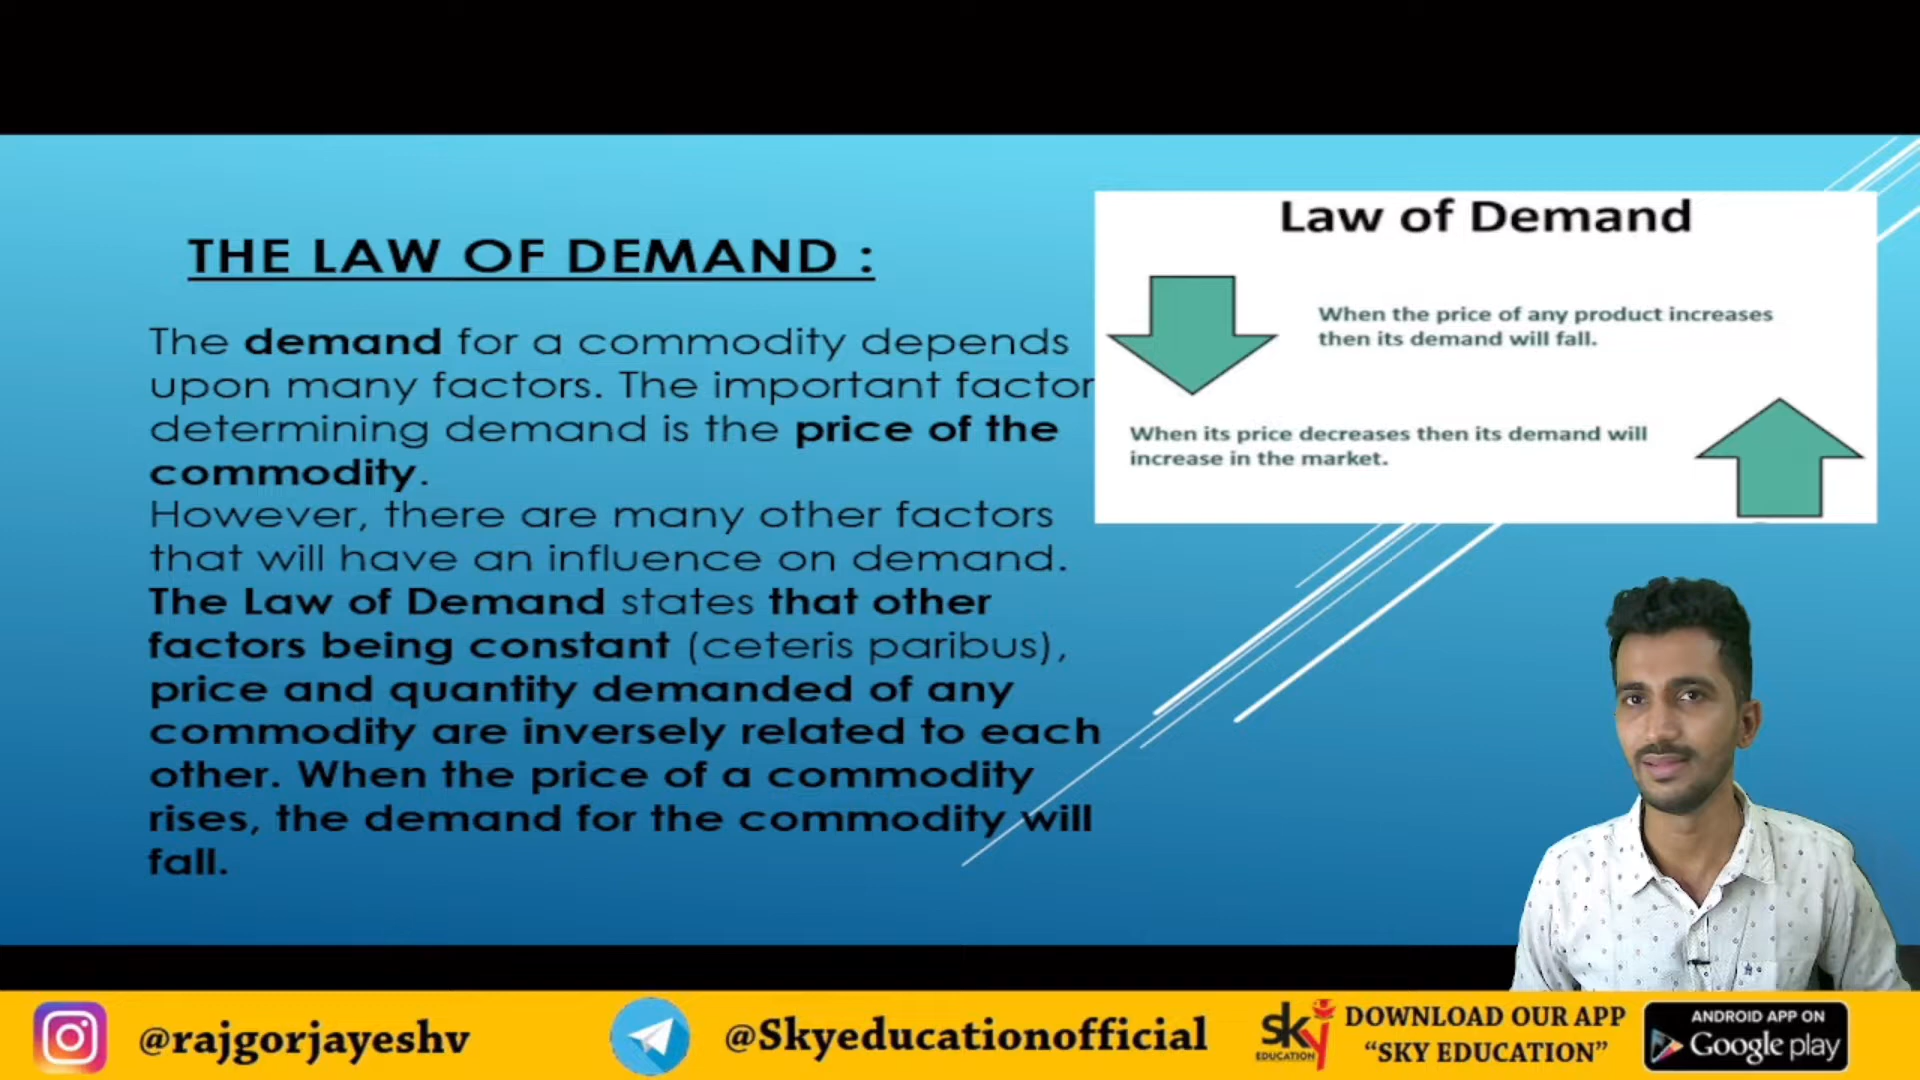 THE LAW OF DEMAND :
The demand for a commodity depends
upon many factors. The important factor
determining demand is the price of the
commodity.
However, there are many other factors
that will have an influence on demand.
The Law of Demand states that other
factors being constant (ceteris paribus),
price and quantity demanded of any
commodity are inversely related to each
other. When the price of a commodity
rises, the demand for the commodity will
fall.
Law of Demand
When the price of any product increases
then its demand will fall.
When its price decreases then its demand will
increase in the market.
@rajgorjayeshv
@Skyeducationofficial
sky
EDUCATION
DOWNLOAD OUR APP
“SKY EDUCATION”
ANDROID APP ON
Google play